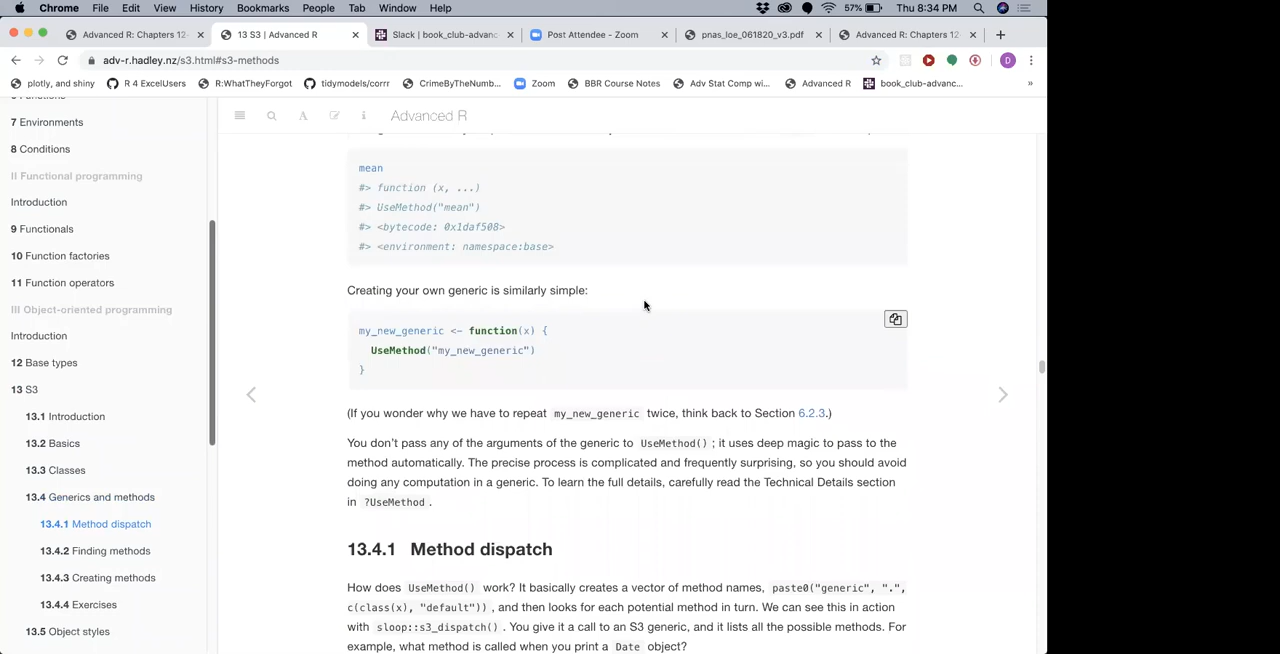 Chrome File Edit View History Bookmarks People Tab Window Help 57% Thu 8:34 PM
Advanced R: Chapters 12- 13 S3 | Advanced R Slack | book_club-advanc Post Attendee - Zoom pnas_loe_061820_v3.pdf Advanced R: Chapters 12-
adv-r.hadley.nz/s3.html#s3-methods D
plotly, and shiny R 4 ExcelUsers R:WhatTheyForgot tidymodels/corrr CrimeByTheNumb... Zoom BBR Course Notes Adv Stat Comp wi... Advanced R book_club-advanc... »
7 Environments
8 Conditions
II Functional programming
Introduction
9 Functionals
10 Function factories
11 Function operators
III Object-oriented programming
Introduction
12 Base types
13 S3
13.1 Introduction
13.2 Basics
13.3 Classes
13.4 Generics and methods
13.4.1 Method dispatch
13.4.2 Finding methods
13.4.3 Creating methods
13.4.4 Exercises
13.5 Object styles
A i Advanced R
mean
#> function (x, ...)
#> UseMethod("mean")
#> <bytecode: 0x1daf508>
#> <environment: namespace:base>
Creating your own generic is similarly simple:
my_new_generic <- function(x) {
UseMethod("my_new_generic")
}
(If you wonder why we have to repeat my_new_generic twice, think back to Section 6.2.3.)
You don't pass any of the arguments of the generic to UseMethod() ; it uses deep magic to pass to the
method automatically. The precise process is complicated and frequently surprising, so you should avoid
doing any computation in a generic. To learn the full details, carefully read the Technical Details section
in ?UseMethod .
13.4.1 Method dispatch
How does UseMethod() work? It basically creates a vector of method names, paste0("generic", ".",
c(class(x), "default")) , and then looks for each potential method in turn. We can see this in action
with sloop::s3_dispatch() . You give it a call to an S3 generic, and it lists all the possible methods. For
example, what method is called when you print a Date object?